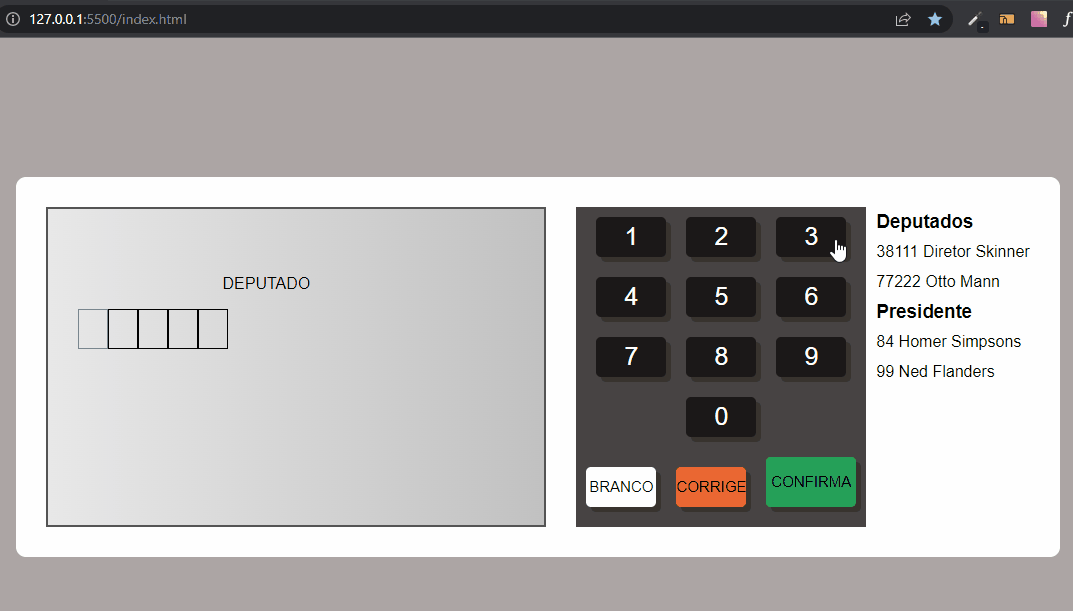 127.0.0.1:5500/index.html
DEPUTADO
1 2 3
4 5 6
7 8 9
0
BRANCO CORRIGE CONFIRMA
Deputados
38111 Diretor Skinner
77222 Otto Mann
Presidente
84 Homer Simpsons
99 Ned Flanders